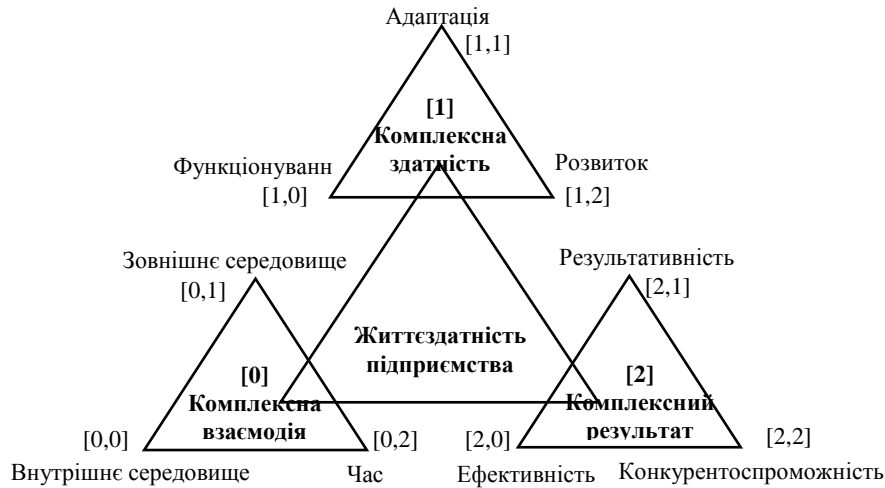 Адаптація
[1,1]
[1]
Комплексна
здатність
Функціонуванн
[1,0]
Розвиток
[1,2]
Зовнішнє середовище
[0,1]
Результативність
[2,1]
Життєздатність
підприємства
[0]
Комплексна
взаємодія
[2]
Комплексний
результат
[0,0]
[0,2]
[2,0]
[2,2]
Внутрішнє середовище
Час
Ефективність
Конкурентоспроможність